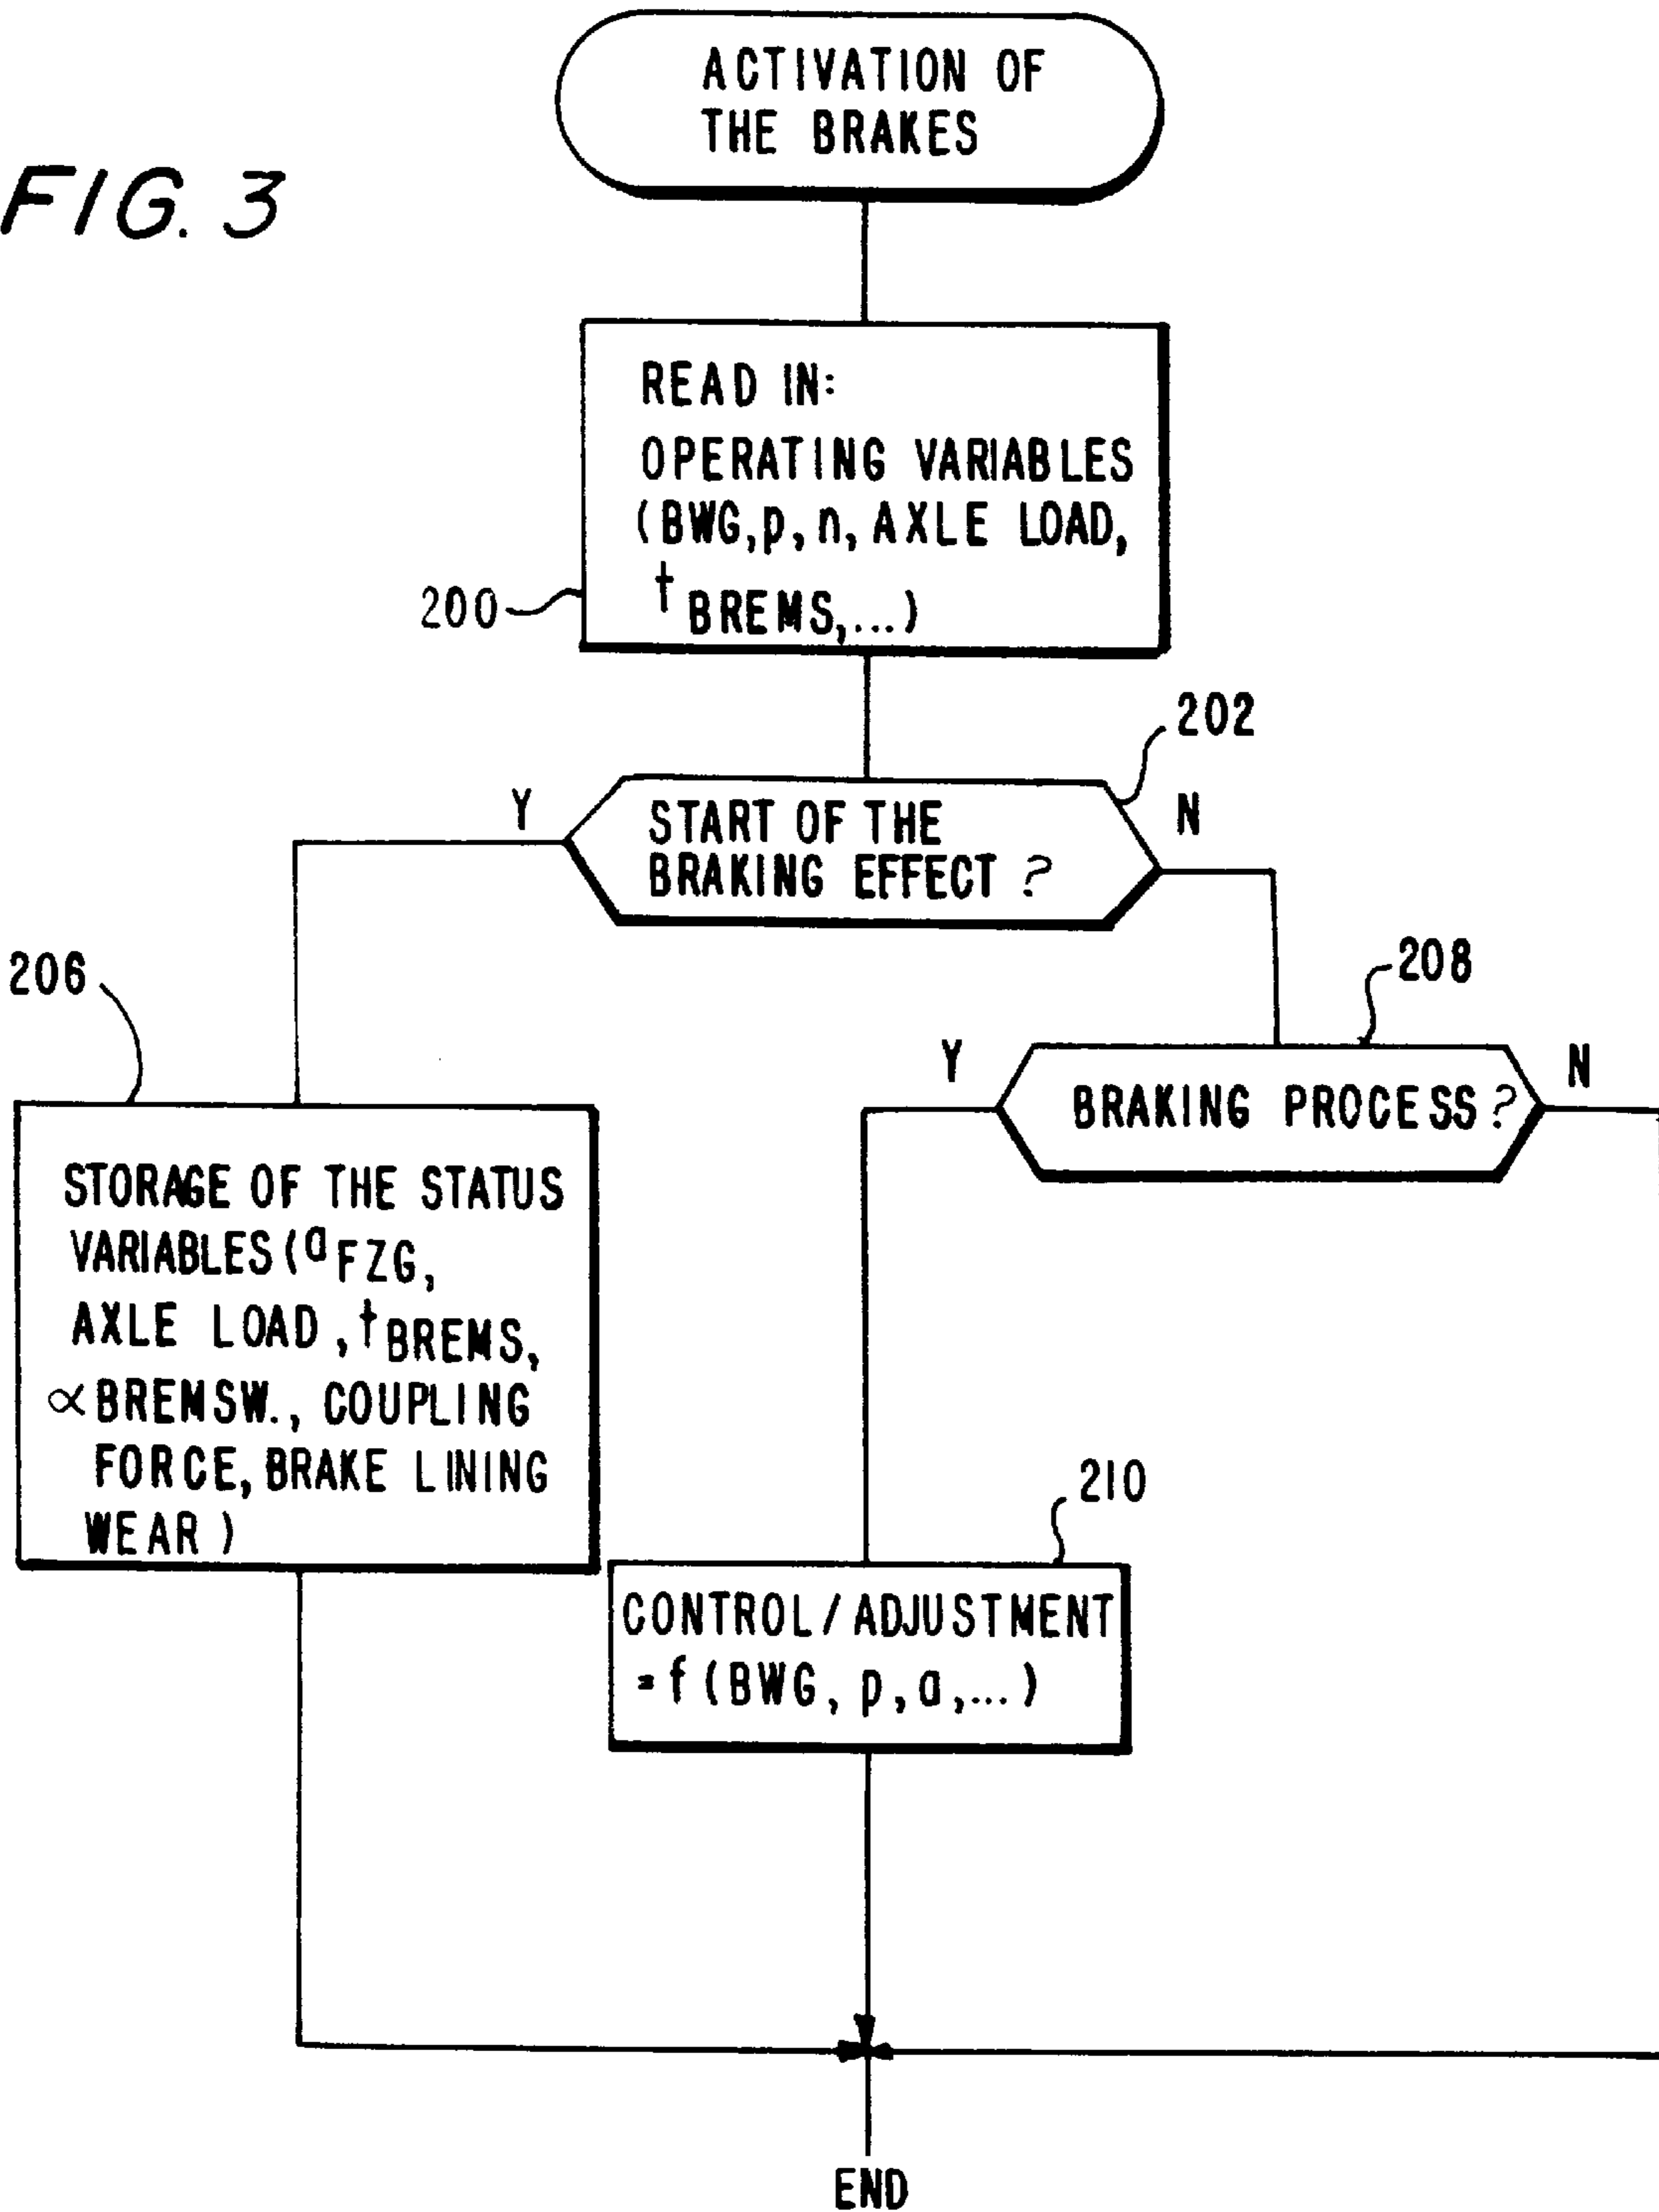 FIG. 3
ACTIVATION OF
THE BRAKES
READ IN:
OPERATING VARIABLES
(BWG,p,n,AXLE LOAD,
tBREMS,...)
200
202
Y
START OF THE
BRAKING EFFECT ?
N
206
208
Y
BRAKING PROCESS?
N
STORAGE OF THE STATUS
VARIABLES(aFZG,
AXLE LOAD,tBREMS,
∝BREMSW., COUPLING
FORCE, BRAKE LINING
WEAR)
210
CONTROL/ADJUSTMENT
=f(BWG, p,a,...)
END